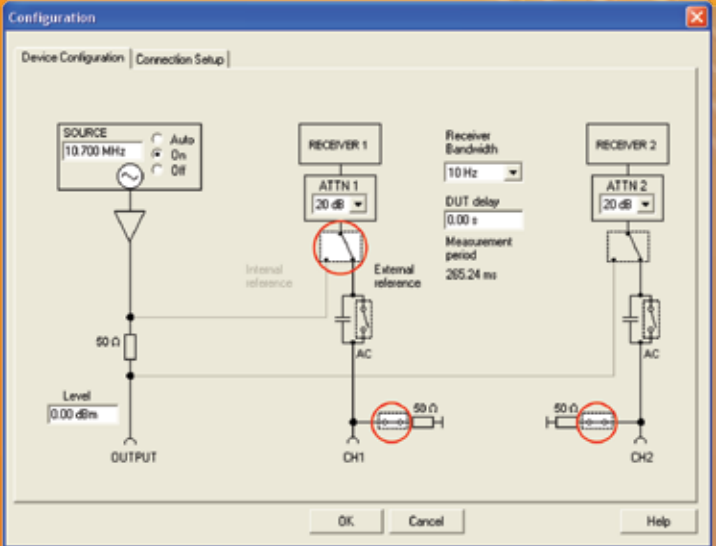 Configuration
Device Configuration
Connection Setup
SOURCE
10.700 MHz
Auto
On
Off
RECEIVER 1
ATTN 1
20 dB
Receiver
Bandwidth
10 Hz
DUT delay
0.00 s
Measurement
period
265.24 ms
RECEIVER 2
ATTN 2
20 dB
Internal
reference
External
reference
50 Ω
AC
AC
Level
0.00 dBm
50 Ω
50 Ω
OUTPUT
CH1
CH2
OK
Cancel
Help